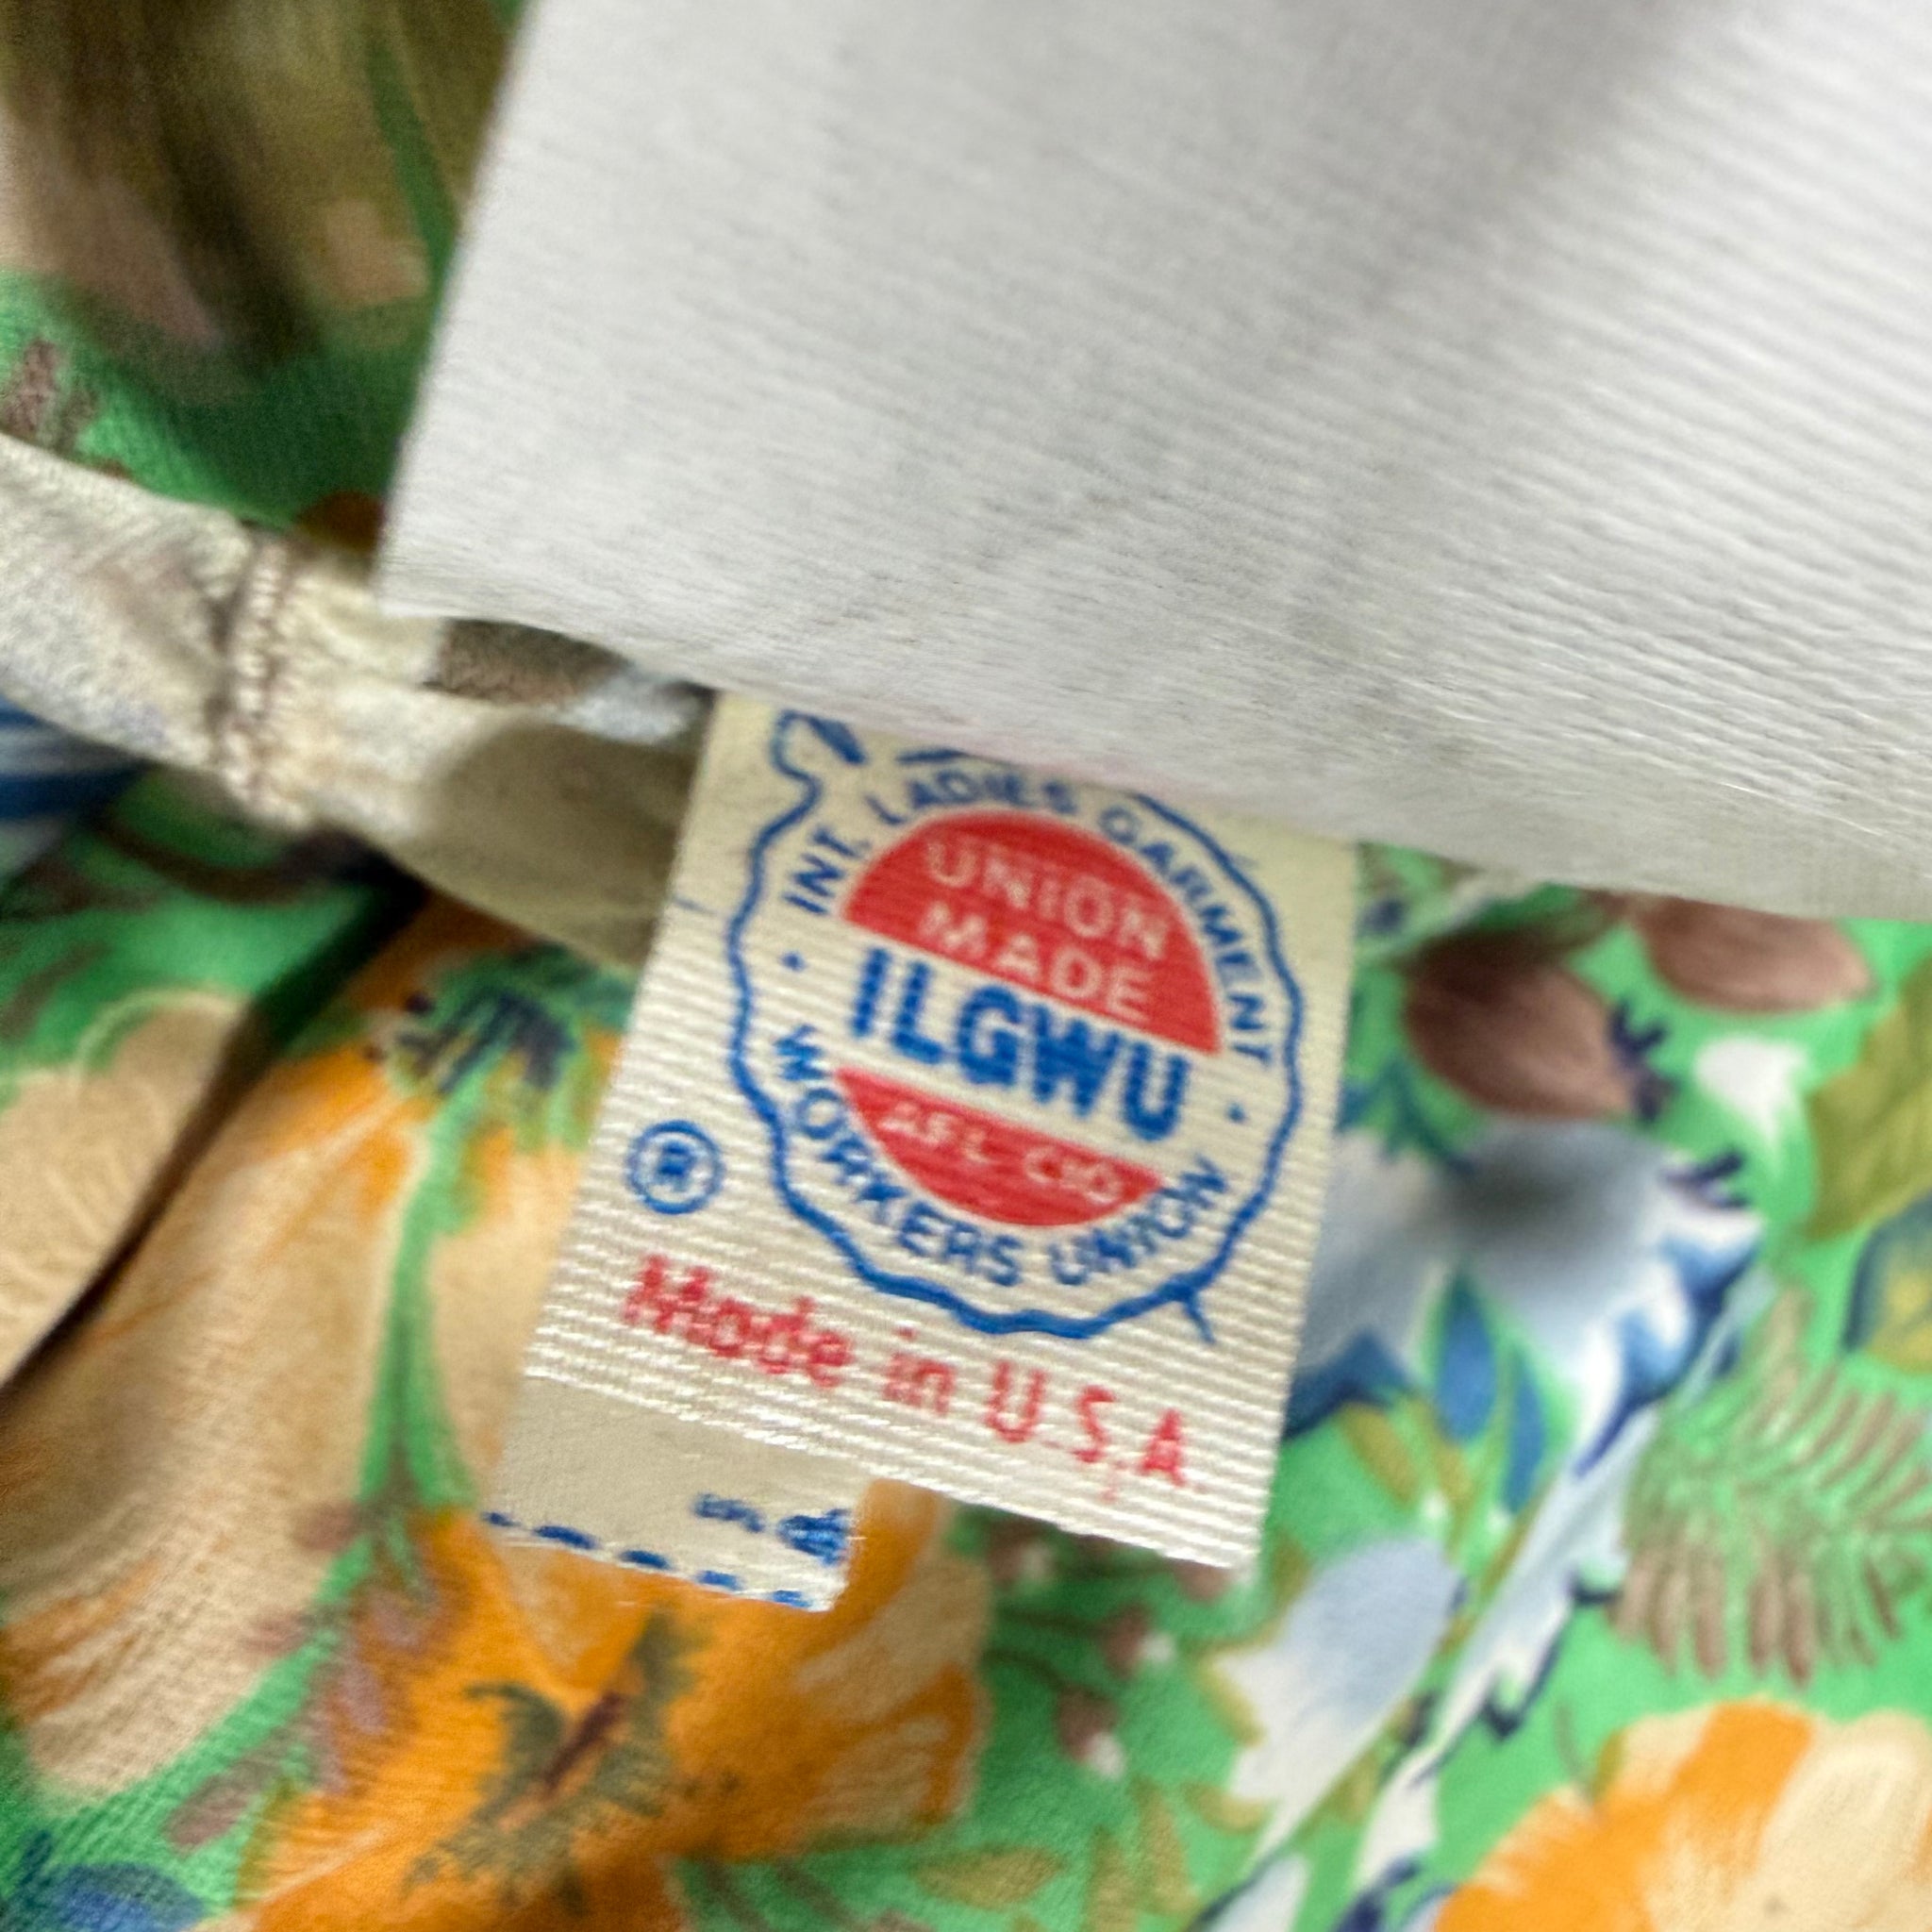 INT. LADIES GARMENT
UNION
MADE
ILGWU
AFL-CIO
WORKERS UNION
®
Made in U.S.A.